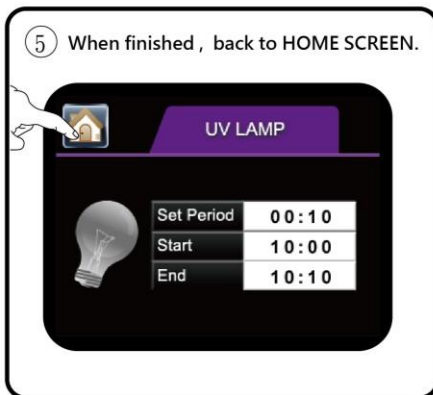 ⑤ When finished , back to HOME SCREEN.
UV LAMP
Set Period 00:10
Start 10:00
End 10:10